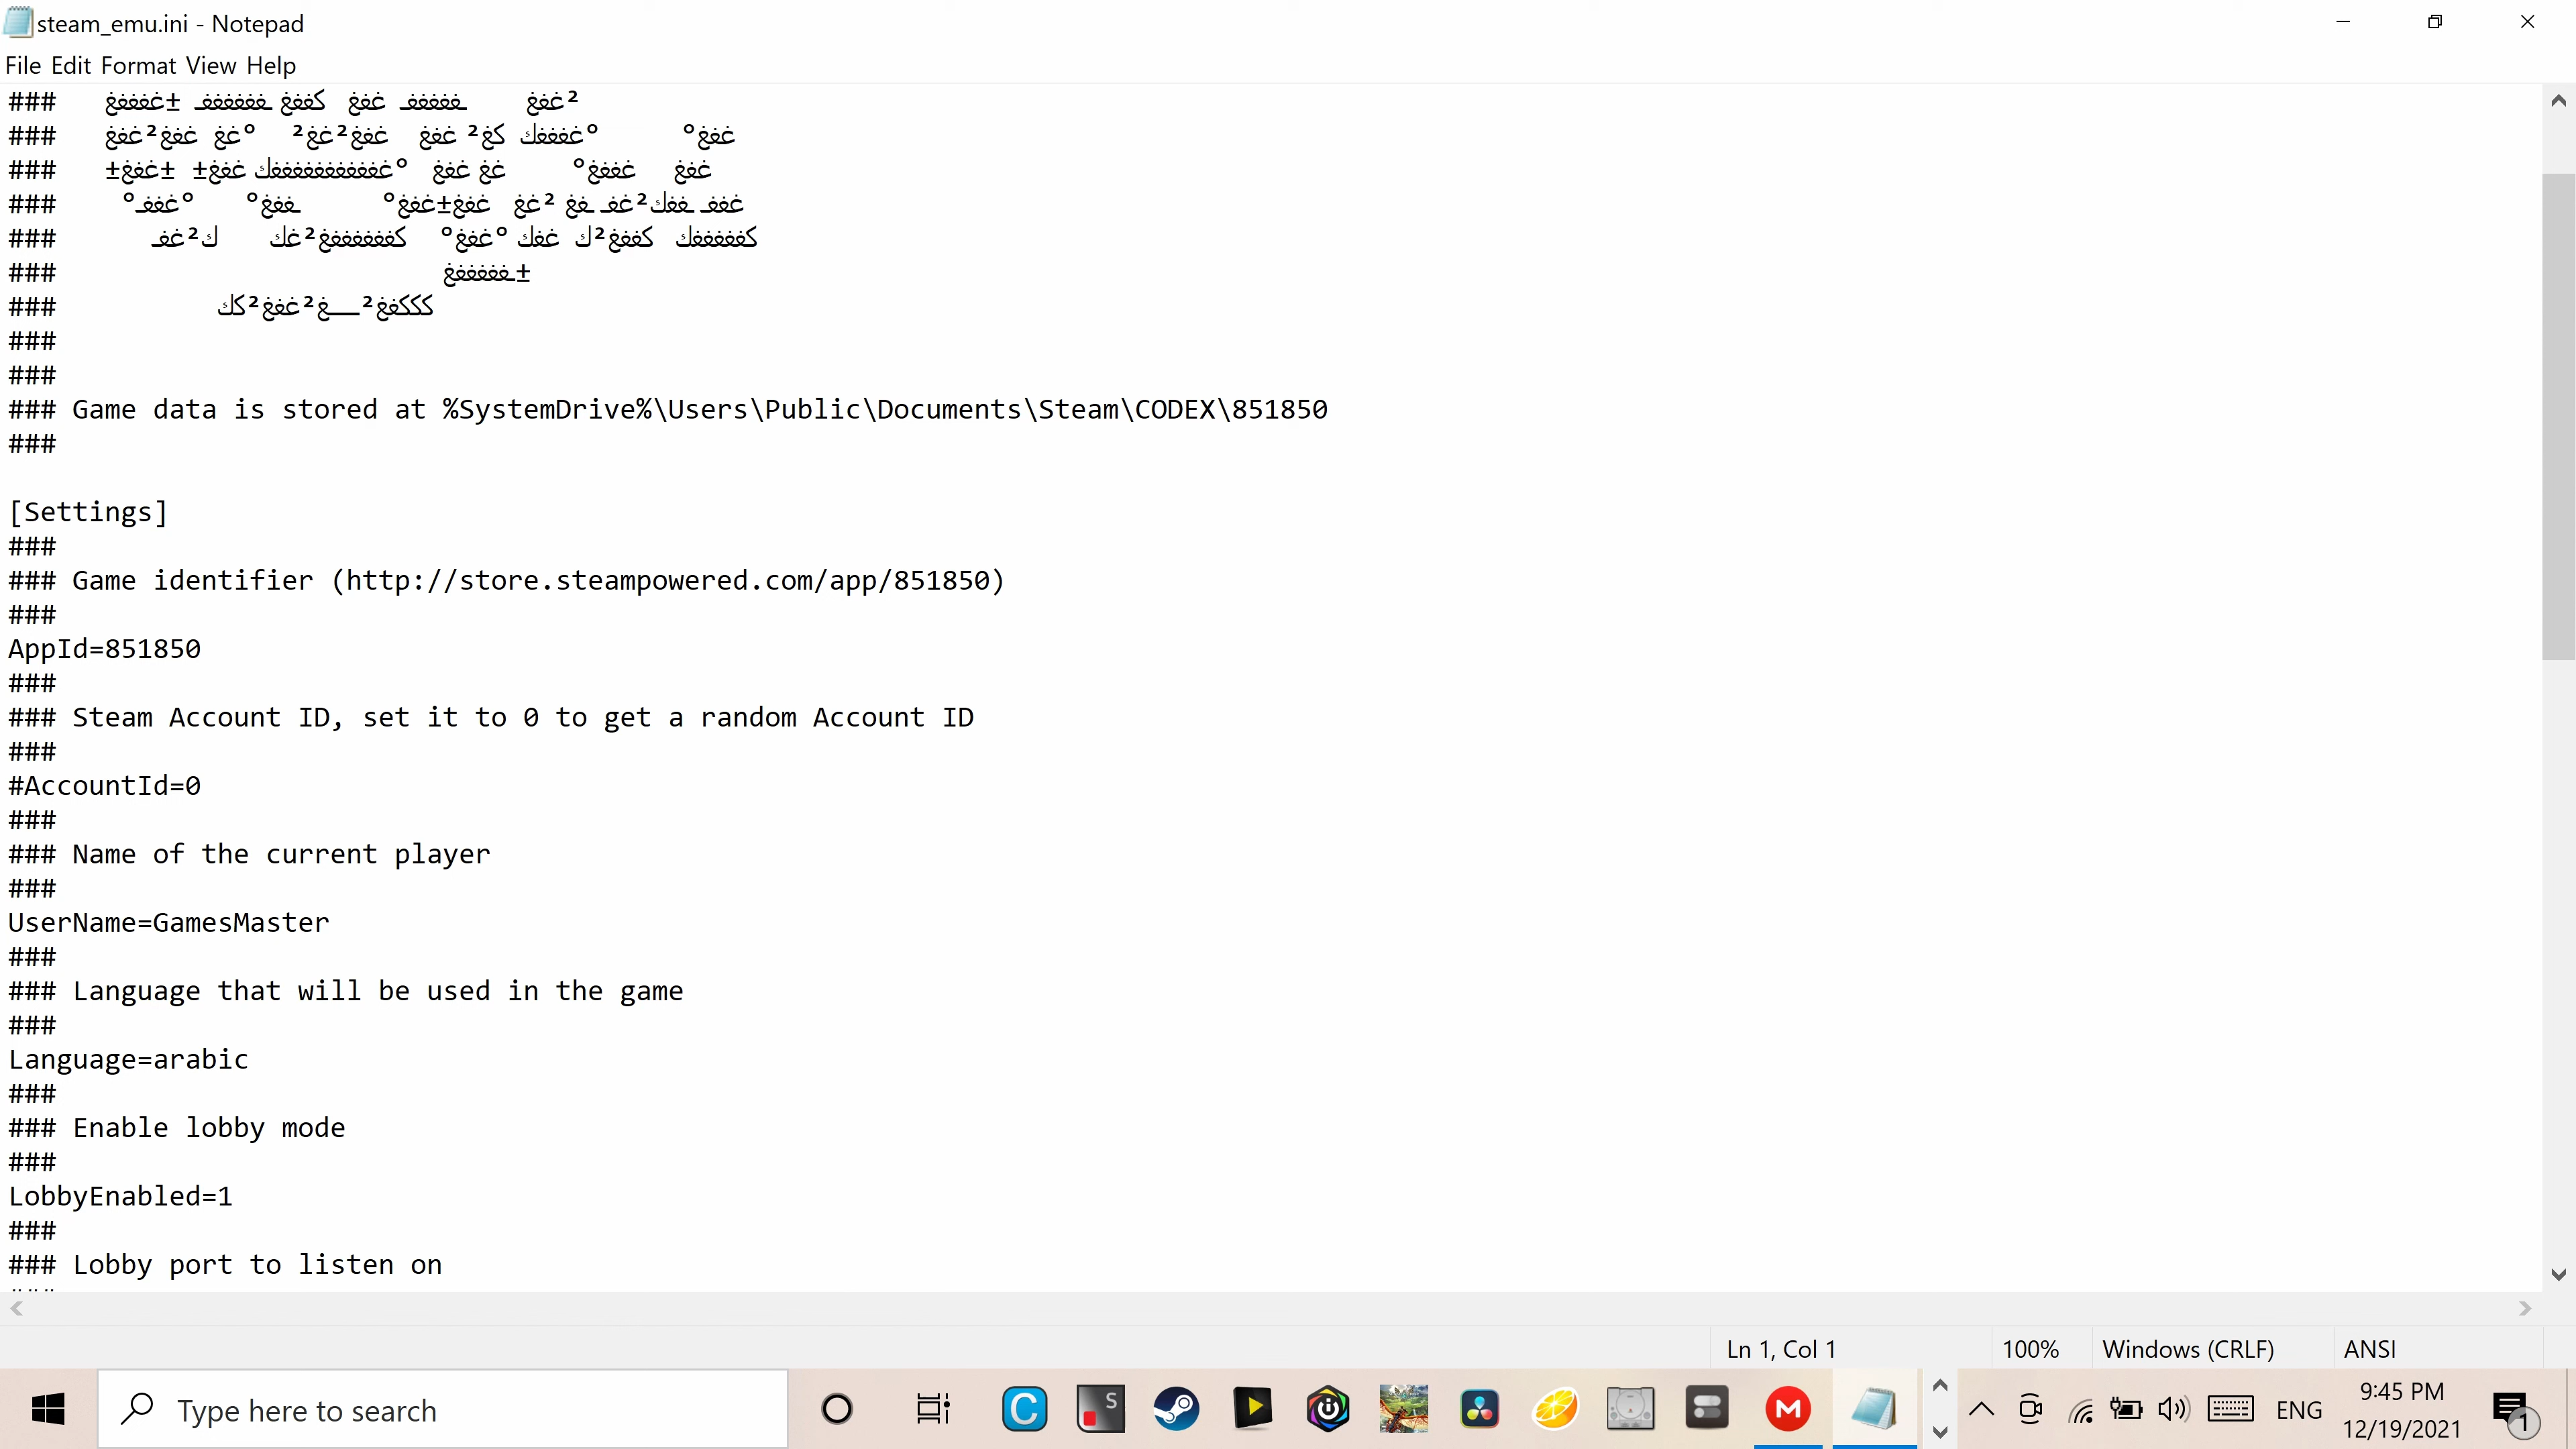 steam_emu.ini - Notepad
File Edit Format View Help
###
###
###
###
###
###
###
###
###
### Game data is stored at %SystemDrive%\Users\Public\Documents\Steam\CODEX\851850
###
[Settings]
###
### Game identifier (http://store.steampowered.com/app/851850)
###
AppId=851850
###
### Steam Account ID, set it to 0 to get a random Account ID
###
#AccountId=0
###
### Name of the current player
###
UserName=GamesMaster
###
### Language that will be used in the game
###
Language=arabic
###
### Enable lobby mode
###
LobbyEnabled=1
###
### Lobby port to listen on
Ln 1, Col 1
100%
Windows (CRLF)
ANSI
Type here to search
ENG
9:45 PM
12/19/2021
1